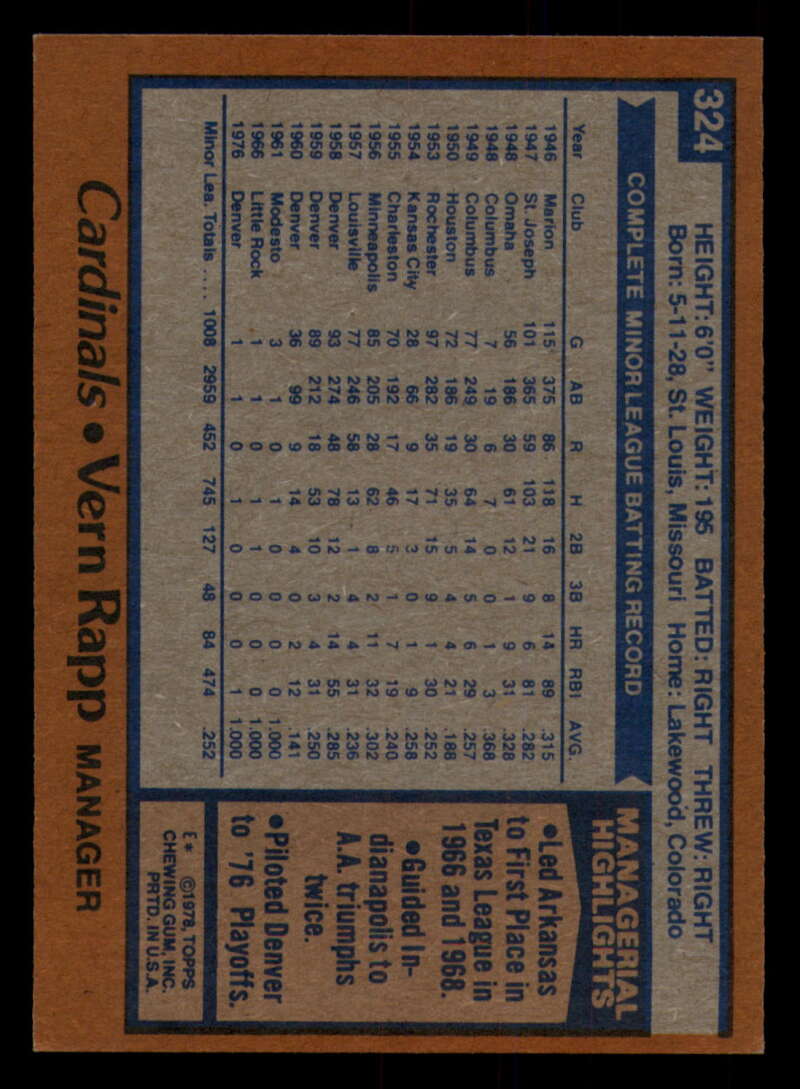 324
HEIGHT: 6'0" WEIGHT: 195 BATTED: RIGHT THREW: RIGHT
Born: 5-11-28, St. Louis, Missouri Home: Lakewood, Colorado
COMPLETE MINOR LEAGUE BATTING RECORD
Year Club G AB R H 2B 3B HR RBI AVG.
1946 Marion 115 375 86 118 16 8 14 89 .315
1947 St. Joseph 101 365 59 103 21 9 6 81 .282
1948 Omaha 56 186 30 61 12 1 9 31 .328
1948 Columbus 7 19 6 7 0 0 1 3 .368
1949 Columbus 77 249 30 64 14 5 6 29 .257
1950 Houston 72 186 19 35 5 4 4 21 .188
1953 Rochester 97 282 35 71 15 9 1 30 .252
1954 Kansas City 28 66 9 17 3 0 1 9 .258
1955 Charleston 70 192 17 46 5 1 7 19 .240
1956 Minneapolis 85 205 28 62 8 2 11 32 .302
1957 Louisville 77 246 58 13 1 4 4 31 .236
1958 Denver 93 274 48 78 12 2 14 55 .285
1959 Denver 89 212 18 53 10 3 4 31 .250
1960 Denver 36 99 9 14 4 0 2 12 .141
1961 Modesto 3 1 0 1 0 0 0 0 1.000
1966 Little Rock 1 1 0 1 1 0 0 0 1.000
1976 Denver 1 1 0 1 0 0 0 1 1.000
Minor Lea. Totals .... 1008 2959 452 745 127 48 84 474 .252
MANAGERIAL
HIGHLIGHTS
•Led Arkansas
to First Place in
Texas League in
1966 and 1968.
•Guided In-
dianapolis to
A.A. triumphs
twice.
•Piloted Denver
to '76 Playoffs.
E* ©1978, TOPPS
CHEWING GUM, INC.
PRTD. IN U.S.A.
Cardinals • Vern Rapp MANAGER